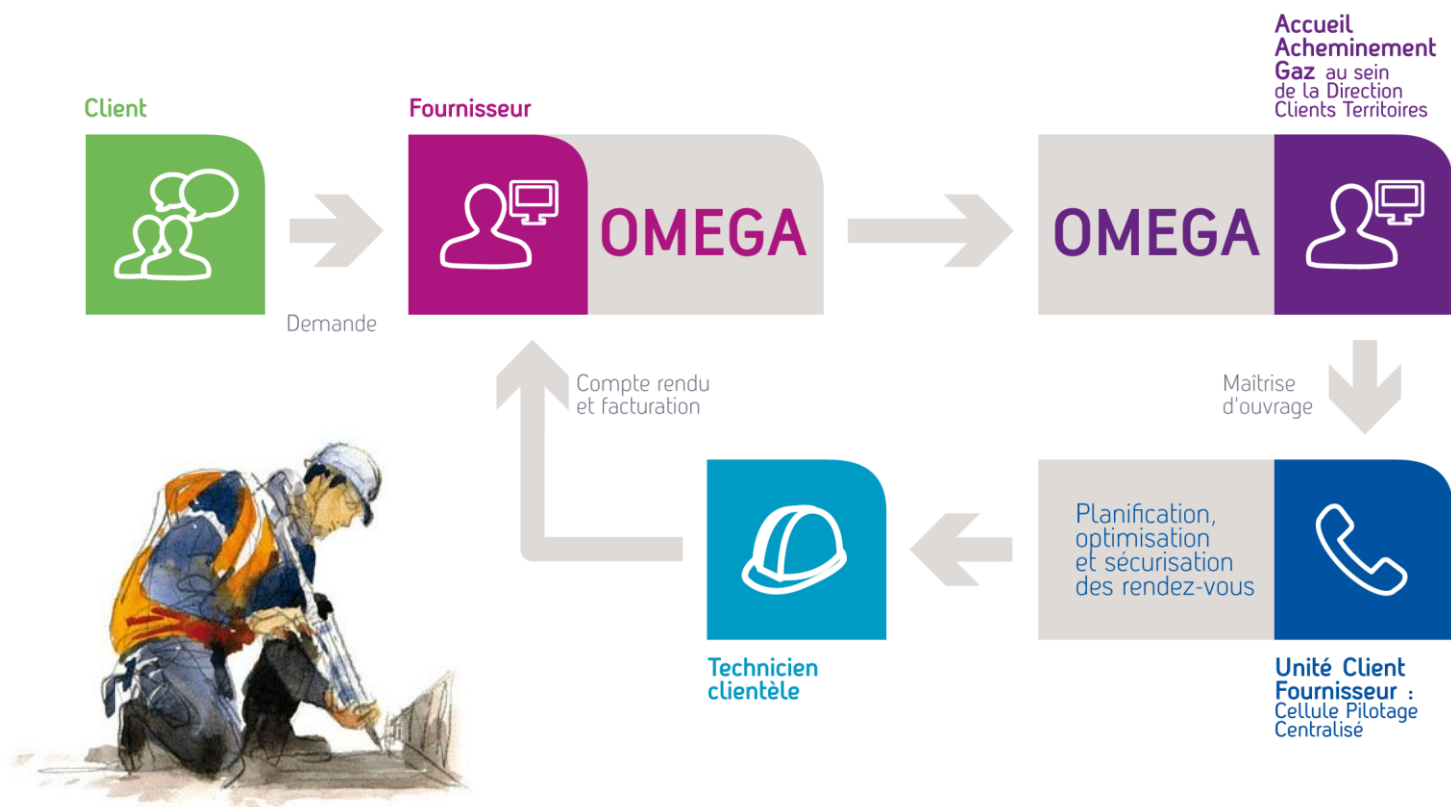 Client
Fournisseur
Accueil
Acheminement
Gaz au sein
de la Direction
Clients Territoires
OMEGA
OMEGA
Demande
Compte rendu
et facturation
Maîtrise
d'ouvrage
Planification,
optimisation
et sécurisation
des rendez-vous
Technicien
clientèle
Unité Client
Fournisseur :
Cellule Pilotage
Centralisé